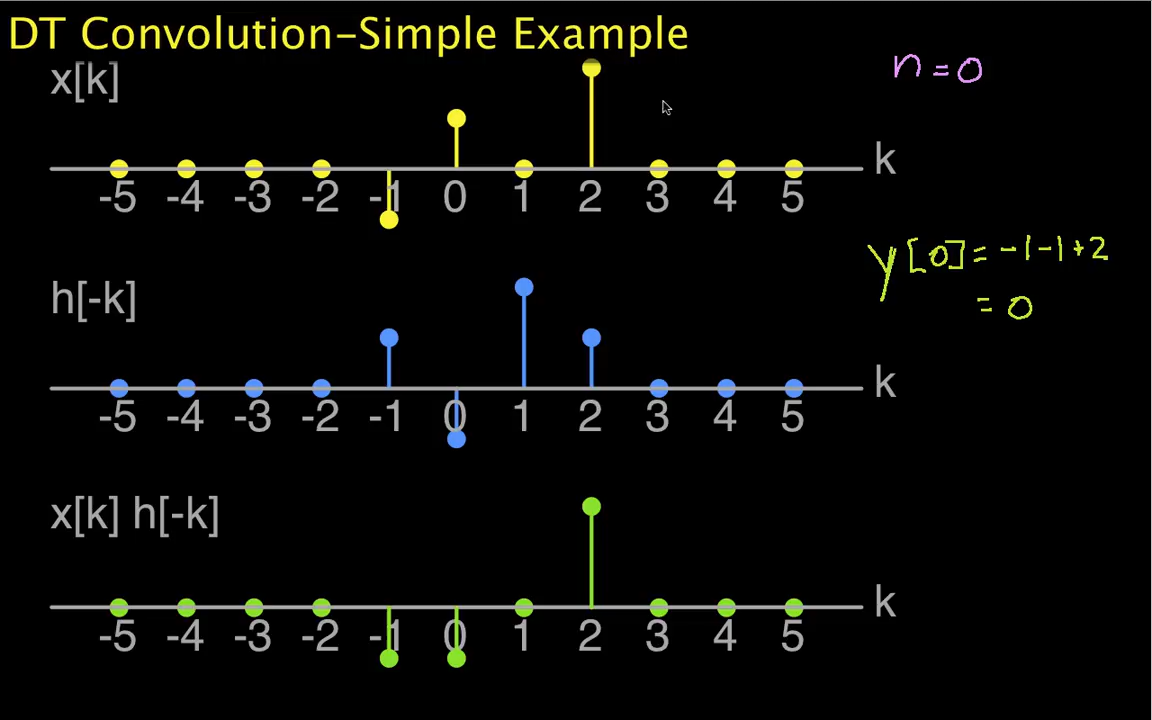 DT Convolution-Simple Example
x[k]
n = 0
k
-5 -4 -3 -2 -1 0 1 2 3 4 5
y[0] = -1-1+2
= 0
h[-k]
k
-5 -4 -3 -2 -1 0 1 2 3 4 5
x[k] h[-k]
k
-5 -4 -3 -2 -1 0 1 2 3 4 5